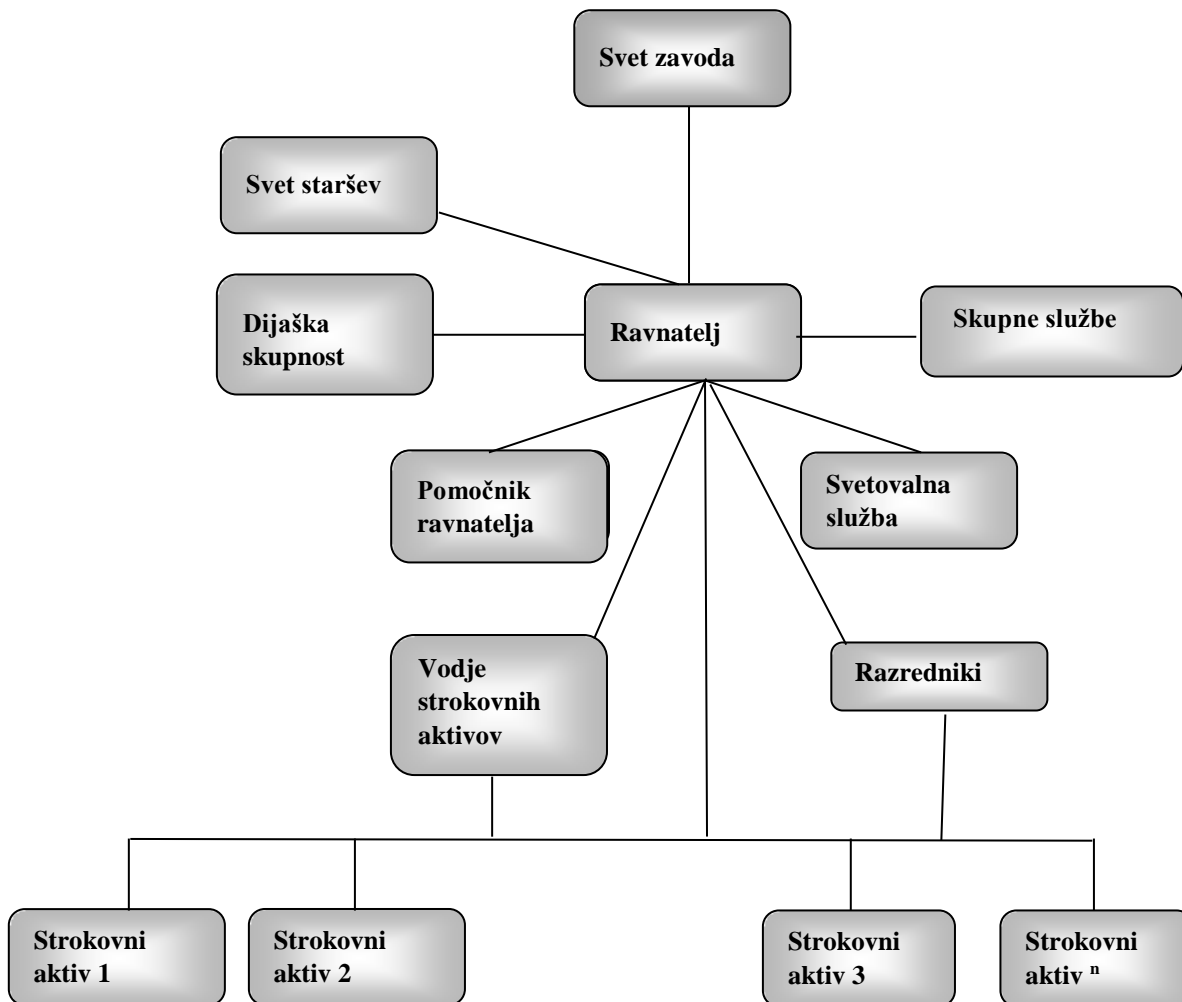 Svet zavoda
Svet staršev
Dijaška
skupnost
Ravnatelj
Skupne službe
Pomočnik
ravnatelja
Svetovalna
služba
Vodje
strokovnih
aktivov
Razredniki
Strokovni
aktiv 1
Strokovni
aktiv 2
Strokovni
aktiv 3
Strokovni
aktiv ⁿ